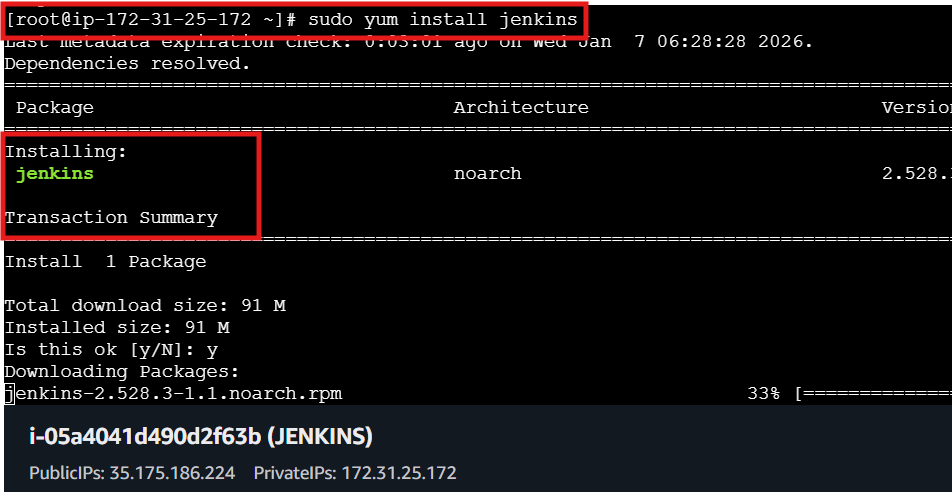 [root@ip-172-31-25-172 ~]# sudo yum install jenkins
Last metadata expiration check: 0:03:01 ago on Wed Jan  7 06:28:28 2026.
Dependencies resolved.
================================================================================
 Package                                 Architecture                           Version
================================================================================
Installing:
 jenkins                                 noarch                                 2.528.
Transaction Summary
================================================================================
Install  1 Package
Total download size: 91 M
Installed size: 91 M
Is this ok [y/N]: y
Downloading Packages:
jenkins-2.528.3-1.1.noarch.rpm                                     33% [=============
i-05a4041d490d2f63b (JENKINS)
PublicIPs: 35.175.186.224    PrivateIPs: 172.31.25.172